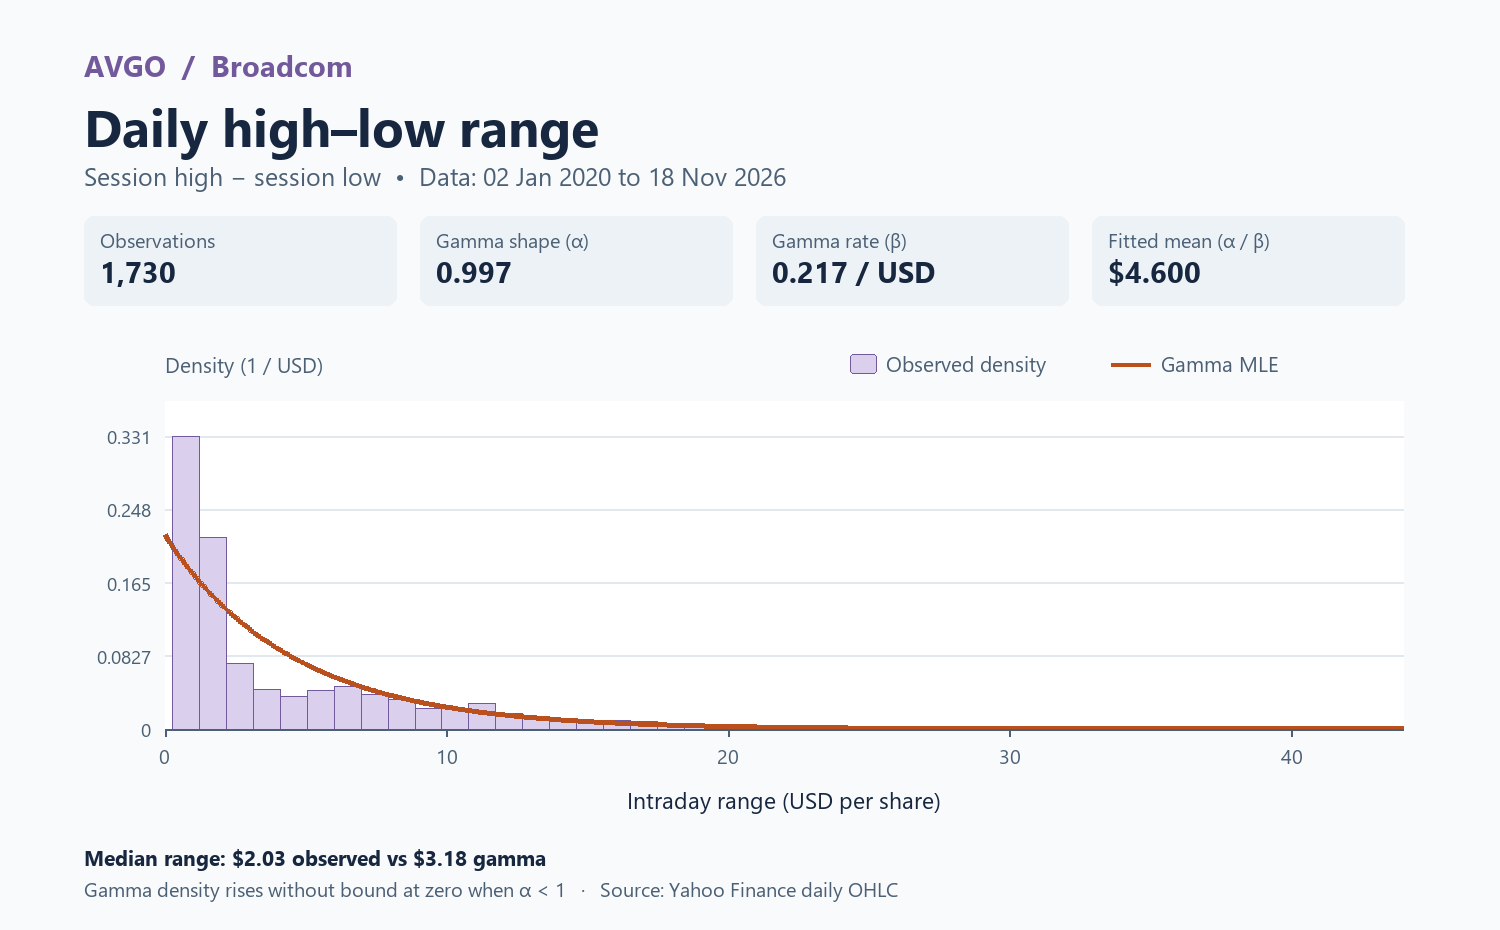 AVGO / Broadcom
Daily high–low range
Session high – session low • Data: 02 Jan 2020 to 18 Nov 2026
Observations
1,730
Gamma shape (α)
0.997
Gamma rate (β)
0.217 / USD
Fitted mean (α / β)
$4.600
Density (1 / USD)
Observed density
Gamma MLE
0.331
0.248
0.165
0.0827
0
0 10 20 30 40
Intraday range (USD per share)
Median range: $2.03 observed vs $3.18 gamma
Gamma density rises without bound at zero when α < 1 · Source: Yahoo Finance daily OHLC